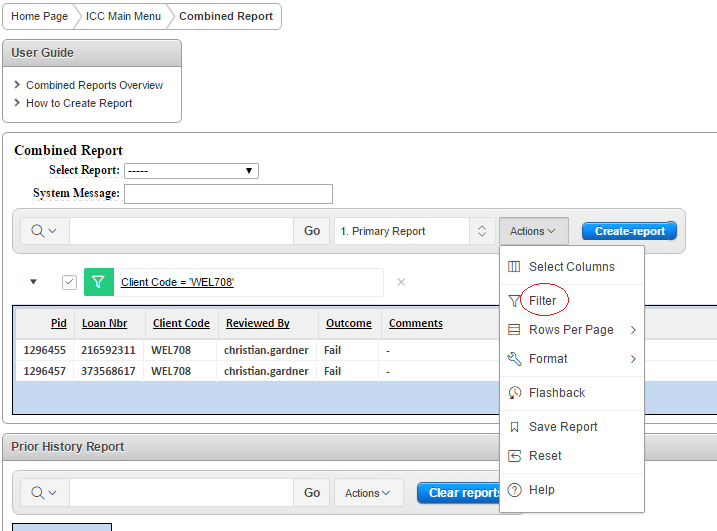 Home Page ICC Main Menu Combined Report
User Guide
Combined Reports Overview
How to Create Report
Combined Report
Select Report: -----
System Message:
Go 1. Primary Report Actions Create-report
Select Columns
Filter
Rows Per Page
Format
Flashback
Save Report
Reset
Help
Client Code = 'WEL708'
Pid Loan Nbr Client Code Reviewed By Outcome Comments
1296455 216592311 WEL708 christian.gardner Fail -
1296457 373568617 WEL708 christian.gardner Fail -
Prior History Report
Go Actions Clear reports